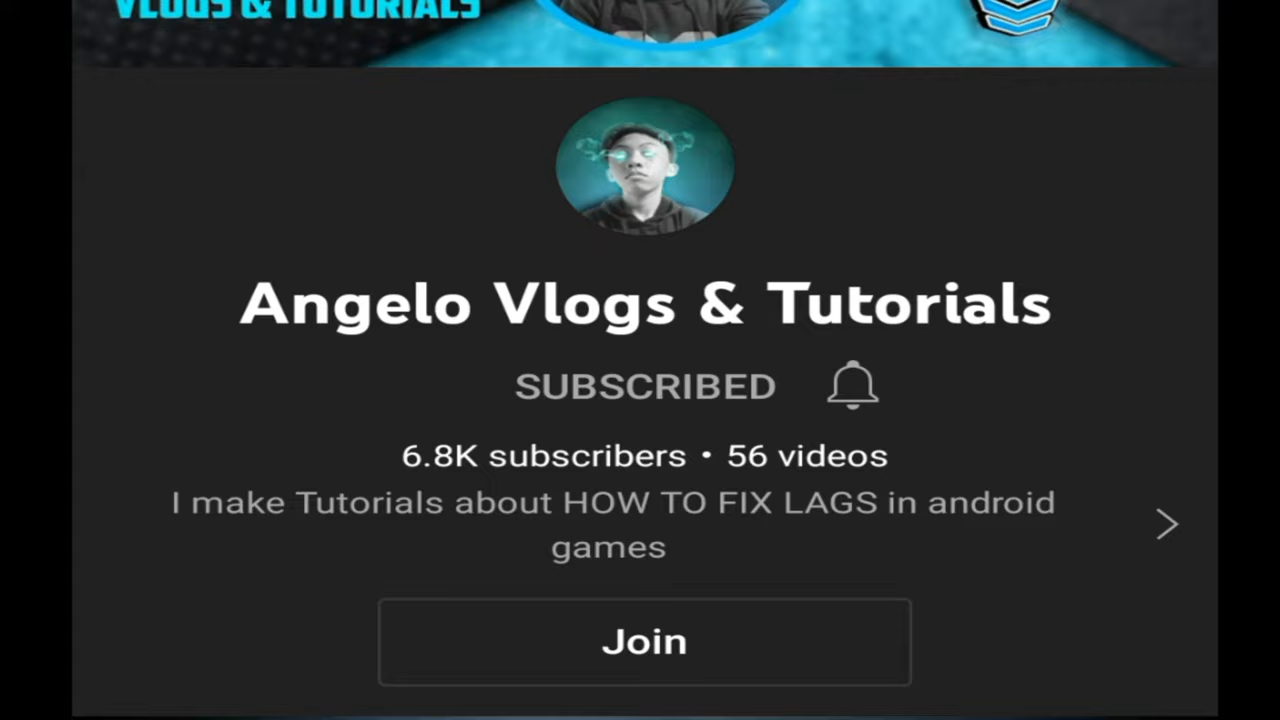 VLOGS & TUTORIALS
Angelo Vlogs & Tutorials
SUBSCRIBED
6.8K subscribers • 56 videos
I make Tutorials about HOW TO FIX LAGS in android
games
Join